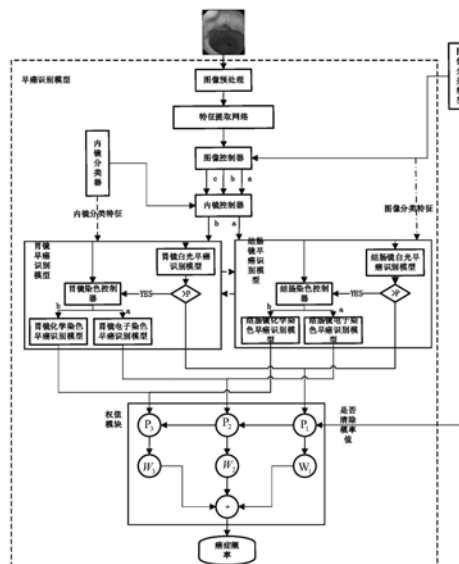 早癌识别模型
图像预处理
特征提取网络
图像控制器
内镜分类器
c
b
a
内镜控制器
内镜分类特征
b
a
图像分类特征
胃镜早癌识别模型
胃镜白光早癌识别模型
结肠镜早癌识别模型
结肠镜白光早癌识别模型
胃镜染色控制器
YES
>P
结肠镜染色控制器
YES
>P
b
a
b
a
胃镜化学染色早癌识别模型
胃镜电子染色早癌识别模型
结肠镜化学染色早癌识别模型
结肠镜电子染色早癌识别模型
权值模块
P3
P2
P1
是否清除概率值
W3
W2
W1
+
癌症概率